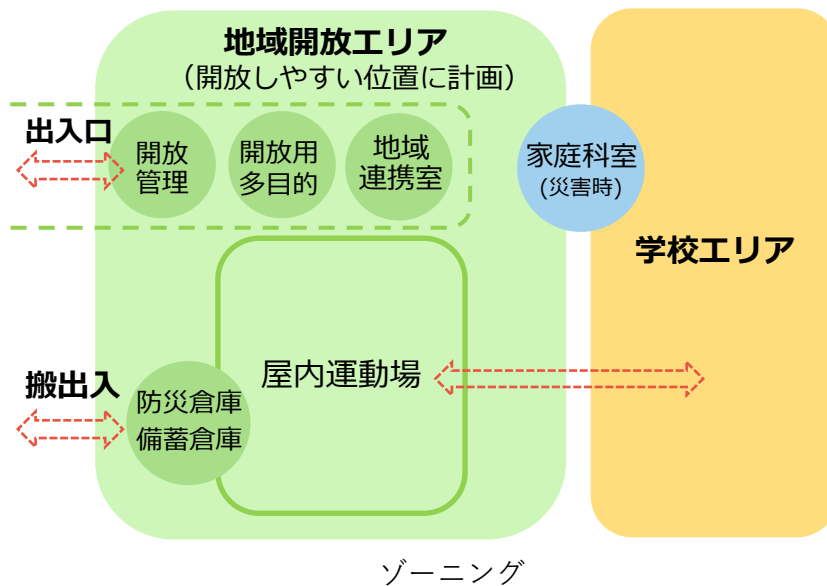 地域開放エリア
（開放しやすい位置に計画）
出入口
開放
管理
開放用
多目的
地域
連携室
家庭科室
(災害時)
学校エリア
屋内運動場
搬出入
防災倉庫
備蓄倉庫
ゾーニング